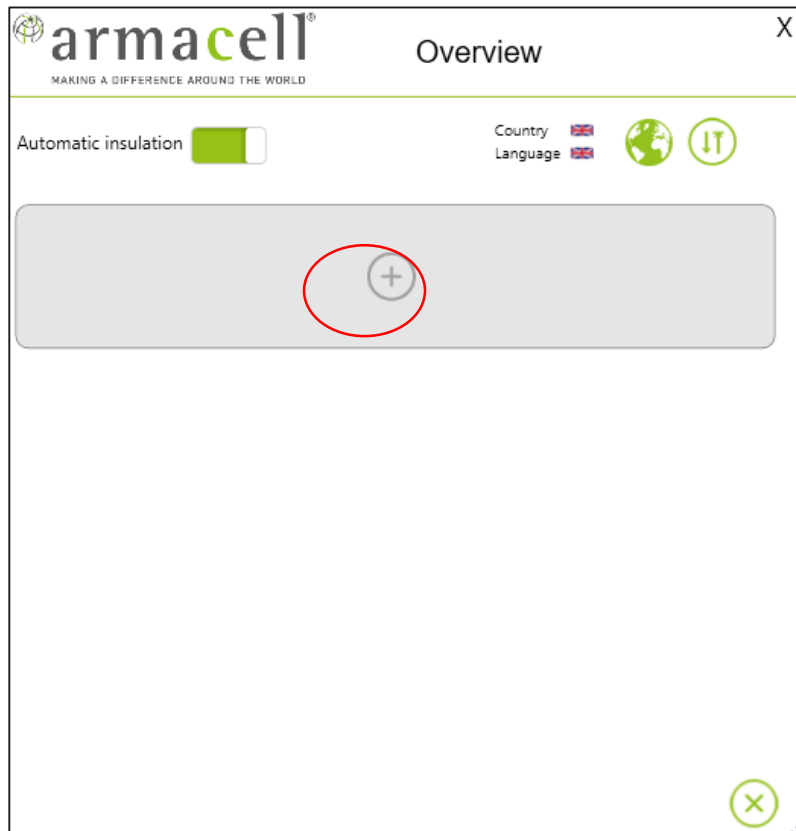 armacell®
MAKING A DIFFERENCE AROUND THE WORLD
Overview
X
Automatic insulation
Country
Language